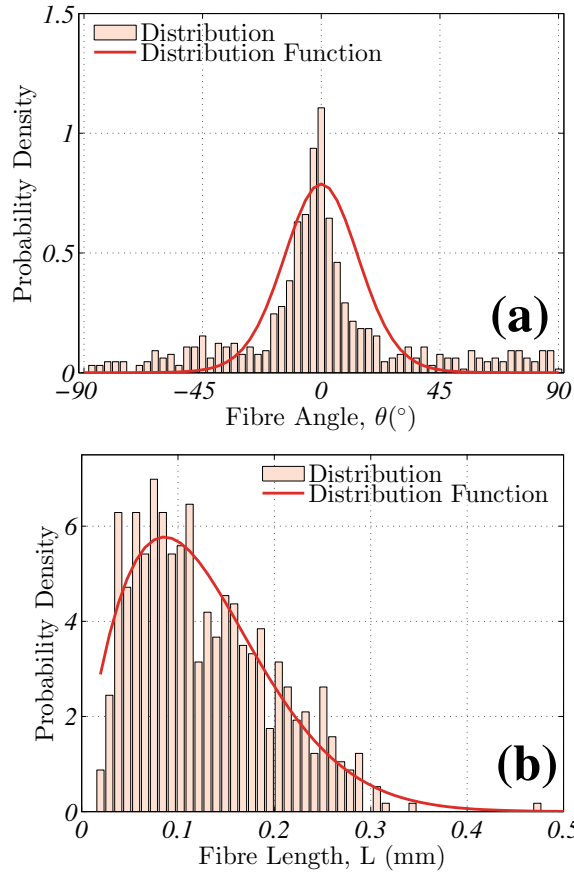 1.5
Distribution
Distribution Function
1
0.5
0
Probability Density
(a)
−90 −45 0 45 90
Fibre Angle, θ(°)
Distribution
Distribution Function
6
4
2
0
Probability Density
(b)
0 0.1 0.2 0.3 0.4 0.5
Fibre Length, L (mm)